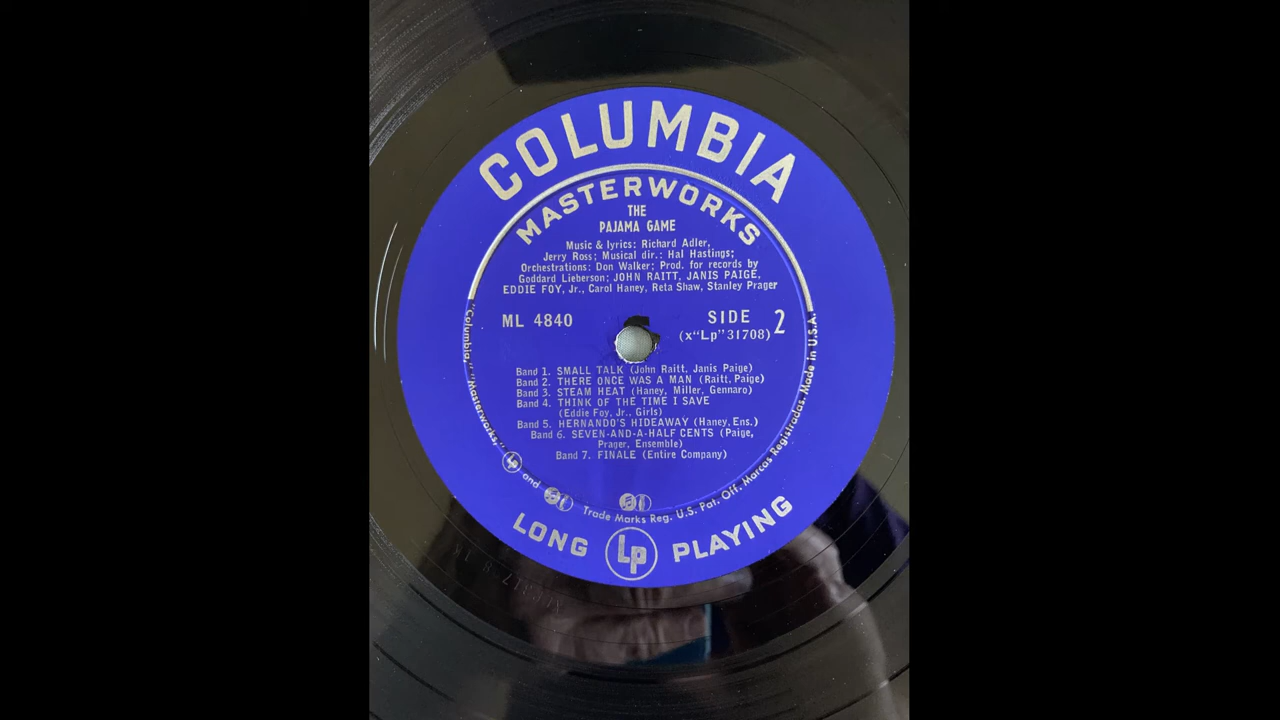 COLUMBIA
MASTERWORKS
THE
PAJAMA GAME
Music & lyrics: Richard Adler,
Jerry Ross; Musical dir.: Hal Hastings;
Orchestrations: Don Walker; Prod. for records by
Goddard Lieberson; JOHN RAITT, JANIS PAIGE,
EDDIE FOY, Jr., Carol Haney, Reta Shaw, Stanley Prager
ML 4840
SIDE 2
(x"Lp"31708)
Band 1. SMALL TALK (John Raitt, Janis Paige)
Band 2. THERE ONCE WAS A MAN (Raitt, Paige)
Band 3. STEAM HEAT (Haney, Miller, Gennaro)
Band 4. THINK OF THE TIME I SAVE
(Eddie Foy, Jr., Girls)
Band 5. HERNANDO'S HIDEAWAY (Haney, Ens.)
Band 6. SEVEN-AND-A-HALF CENTS (Paige,
Prager, Ensemble)
Band 7. FINALE (Entire Company)
"Columbia," "Masterworks," Lp and Trade Marks Reg. U.S. Pat. Off. Marcas Registradas. Made in U.S.A.
LONG Lp PLAYING